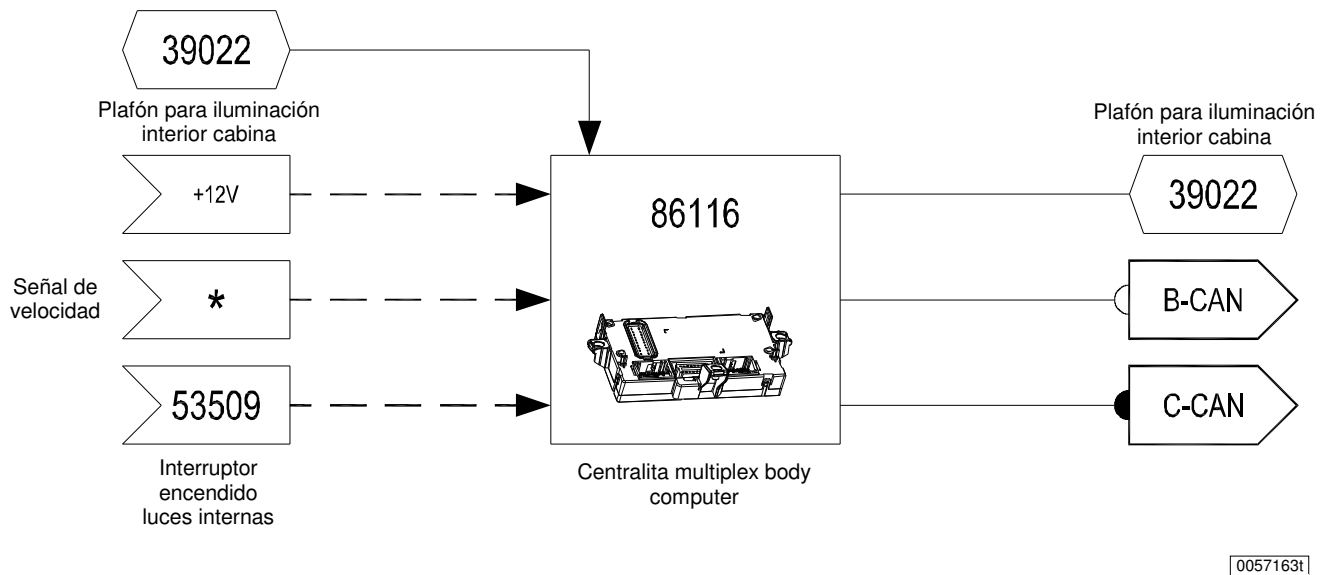 39022
Plafón para iluminación
interior cabina
+12V
Señal de
velocidad
*
53509
Interruptor
encendido
luces internas
86116
Centralita multiplex body
computer
Plafón para iluminación
interior cabina
39022
B-CAN
C-CAN
0057163t